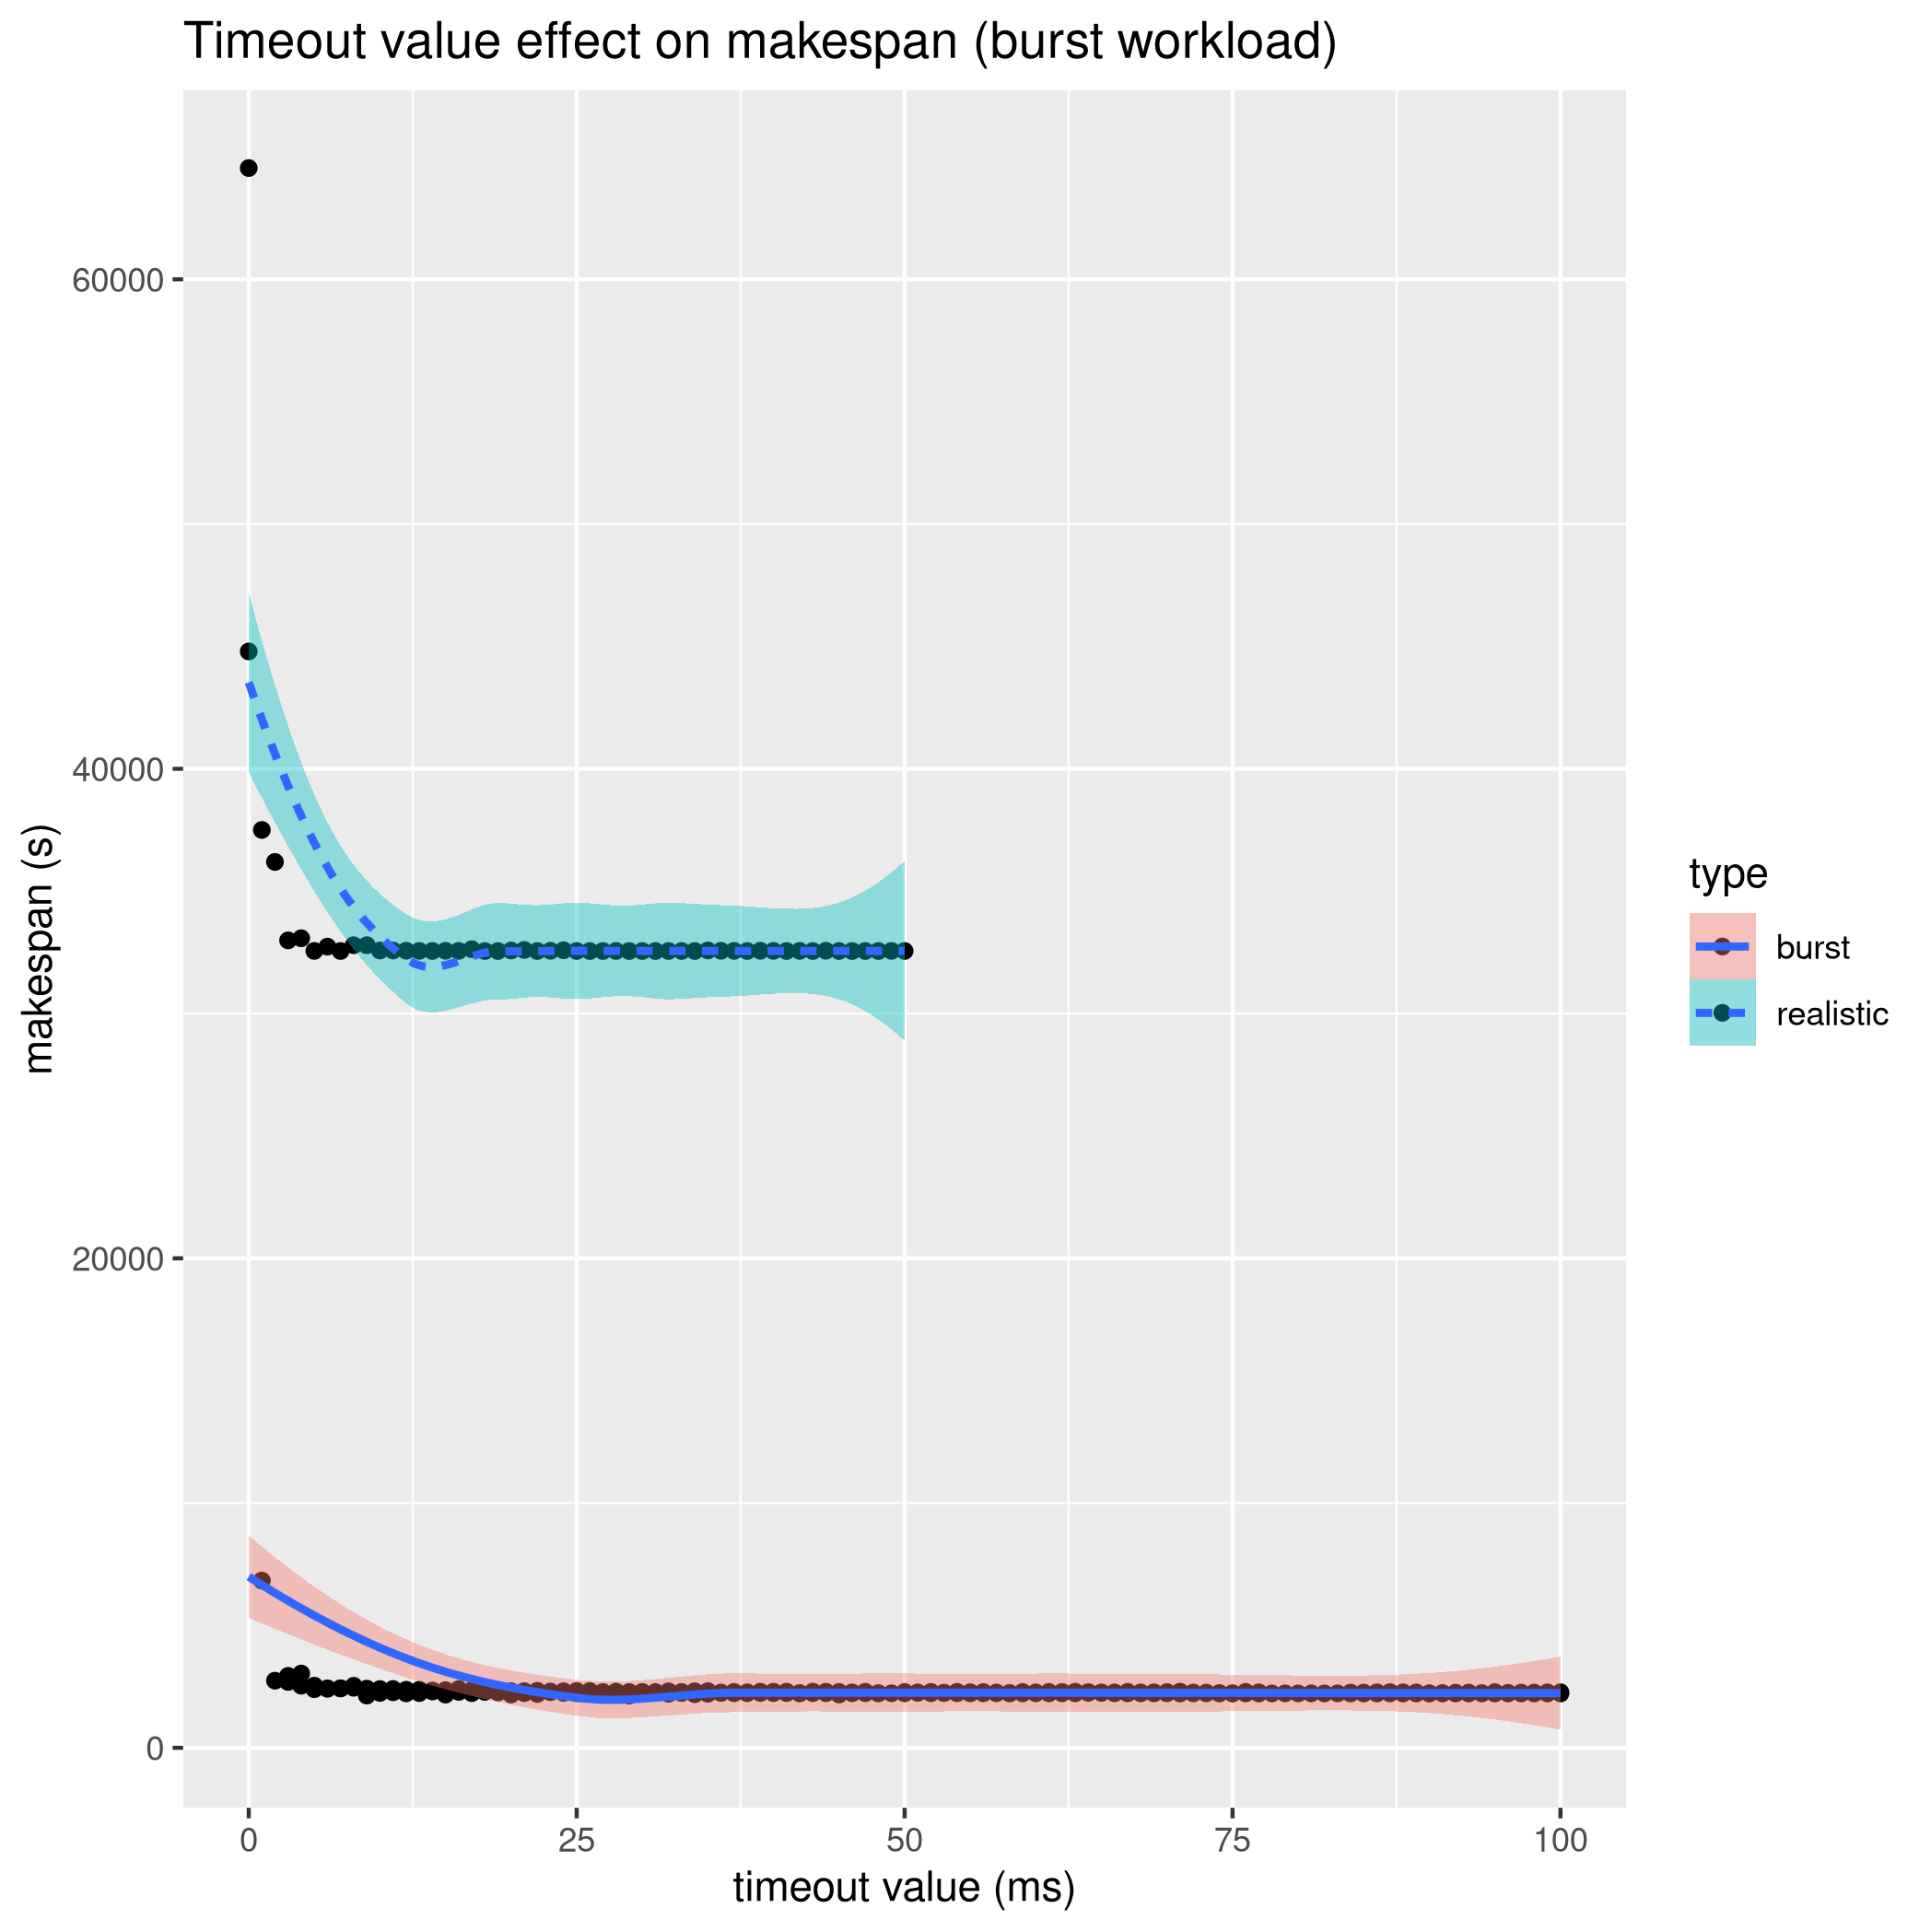 Timeout value effect on makespan (burst workload)
makespan (s)
60000
40000
20000
0
0 25 50 75 100
timeout value (ms)
type
burst
realistic